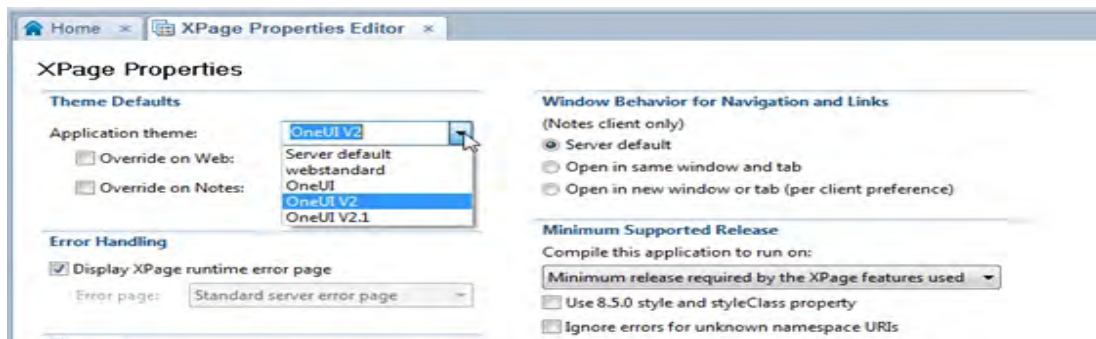 Home
XPage Properties Editor
XPage Properties
Theme Defaults
Application theme:
OneUI V2
Override on Web:
Override on Notes:
Server default
webstandard
OneUI
OneUI V2
OneUI V2.1
Error Handling
Display XPage runtime error page
Error page:
Standard server error page
Window Behavior for Navigation and Links
(Notes client only)
Server default
Open in same window and tab
Open in new window or tab (per client preference)
Minimum Supported Release
Compile this application to run on:
Minimum release required by the XPage features used
Use 8.5.0 style and styleClass property
Ignore errors for unknown namespace URIs